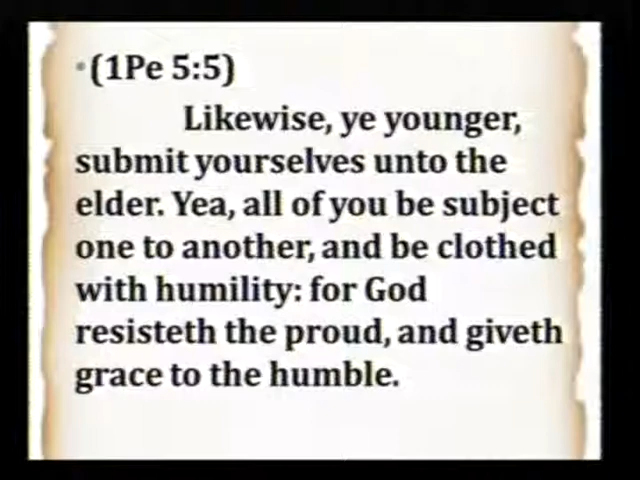 •(1Pe 5:5)
Likewise, ye younger,
submit yourselves unto the
elder. Yea, all of you be subject
one to another, and be clothed
with humility: for God
resisteth the proud, and giveth
grace to the humble.